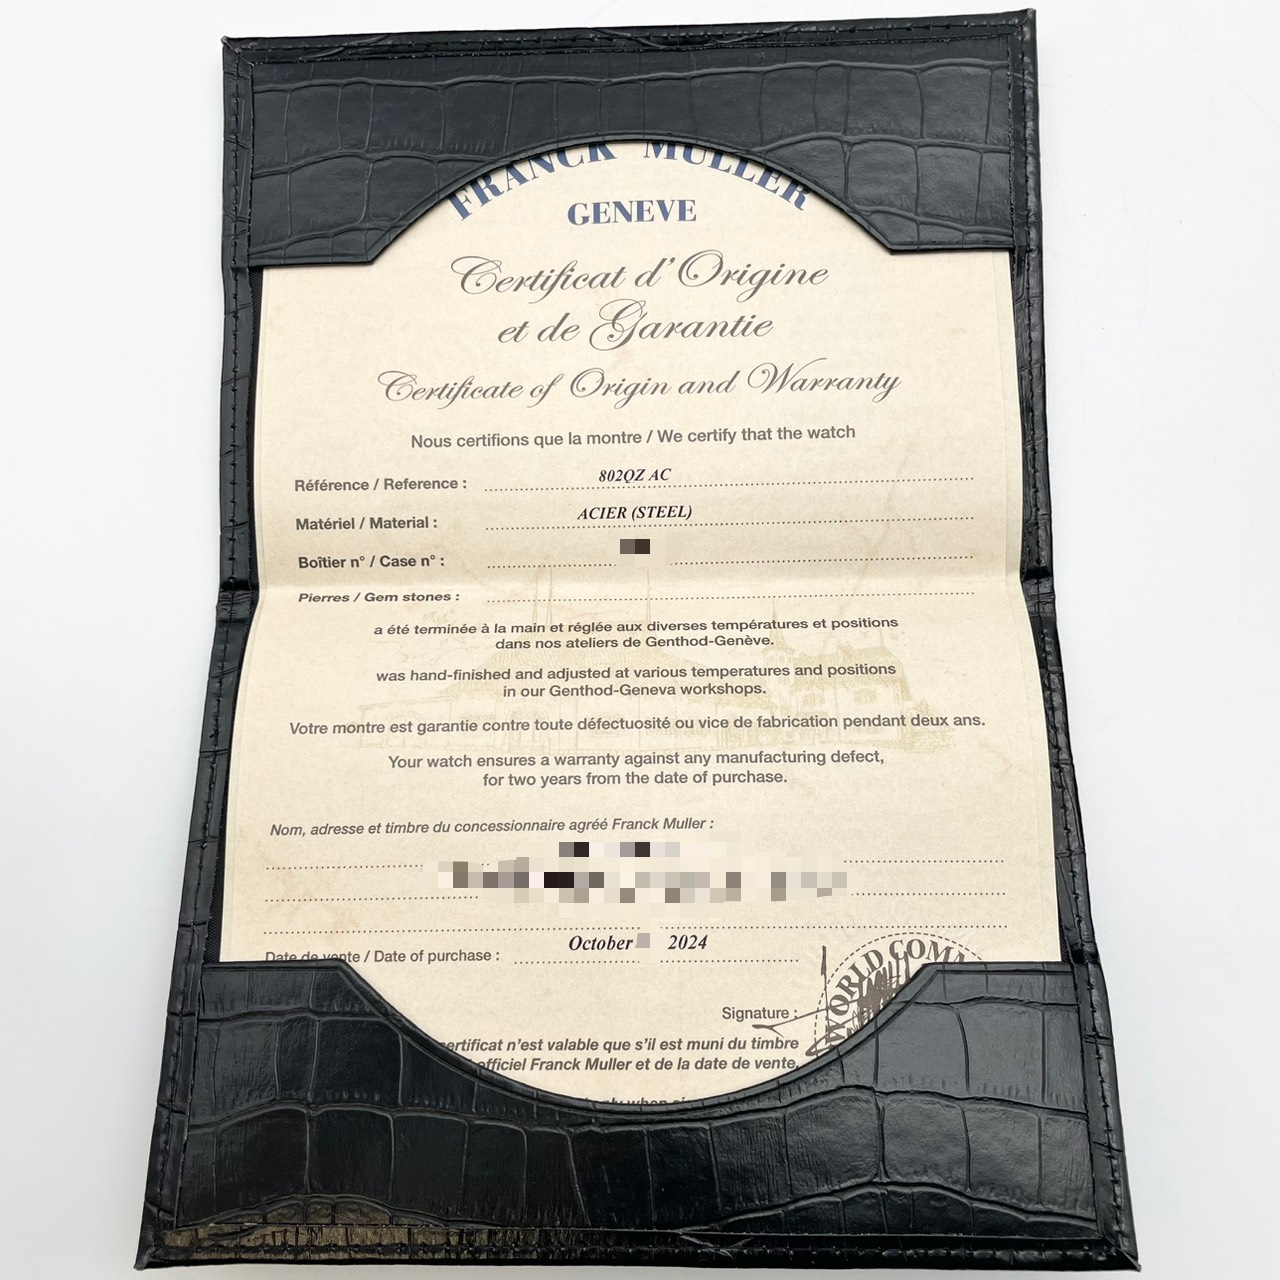 FRANCK MULLER
GENEVE
Certificat d'Origine
et de Garantie
Certificate of Origin and Warranty
Nous certifions que la montre / We certify that the watch
Référence / Reference : 802QZ AC
Matériel / Material : ACIER (STEEL)
Boîtier n° / Case n° :
Pierres / Gem stones :
a été terminée à la main et réglée aux diverses températures et positions
dans nos ateliers de Genthod-Genève.
was hand-finished and adjusted at various temperatures and positions
in our Genthod-Geneva workshops.
Votre montre est garantie contre toute défectuosité ou vice de fabrication pendant deux ans.
Your watch ensures a warranty against any manufacturing defect,
for two years from the date of purchase.
Nom, adresse et timbre du concessionnaire agréé Franck Muller :
Date de vente / Date of purchase : October 2024
WORLD COMM
Signature :
certificat n'est valable que s'il est muni du timbre
officiel Franck Muller et de la date de vente.
only when